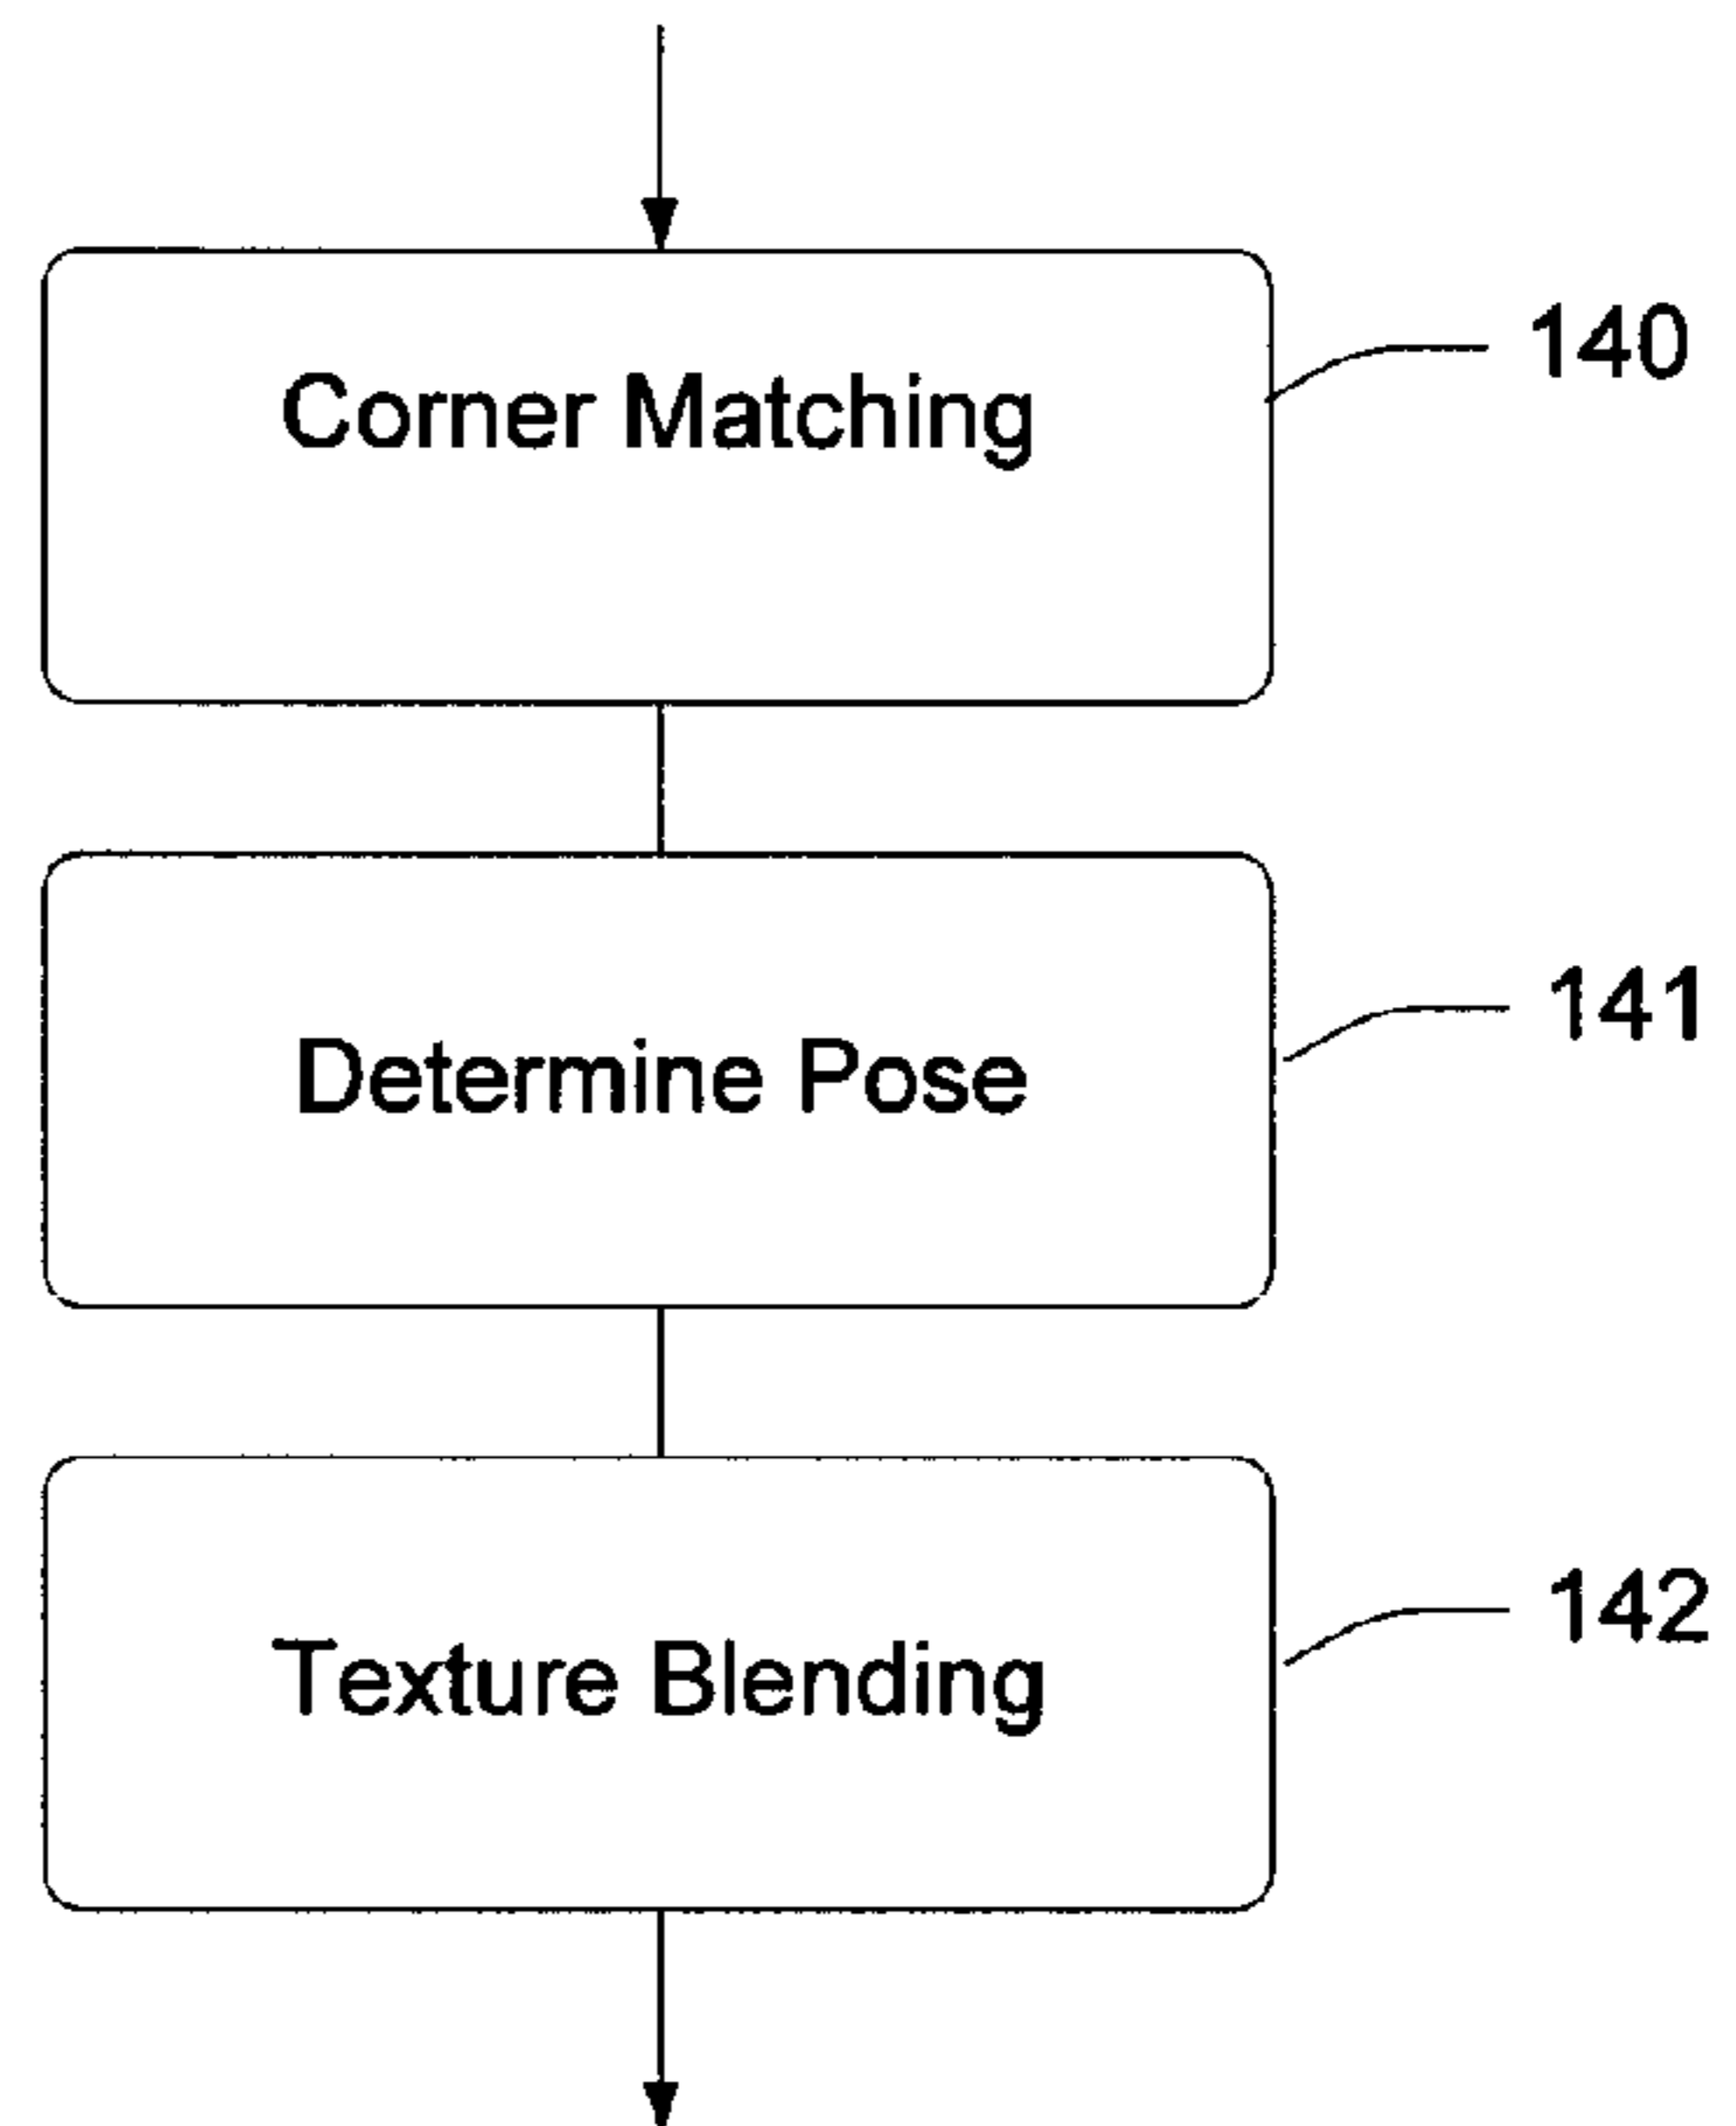 Corner Matching
140
Determine Pose
141
Texture Blending
142